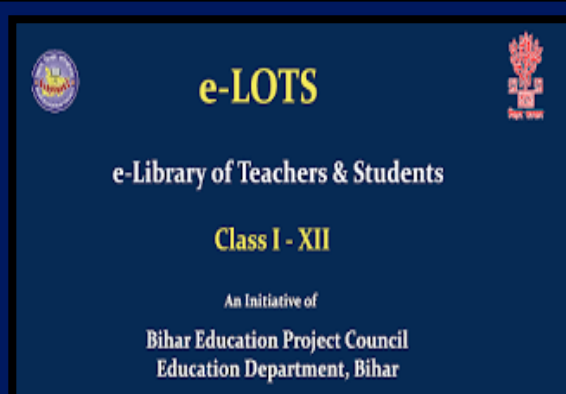 e-LOTS
e-Library of Teachers & Students
Class I - XII
An Initiative of
Bihar Education Project Council
Education Department, Bihar